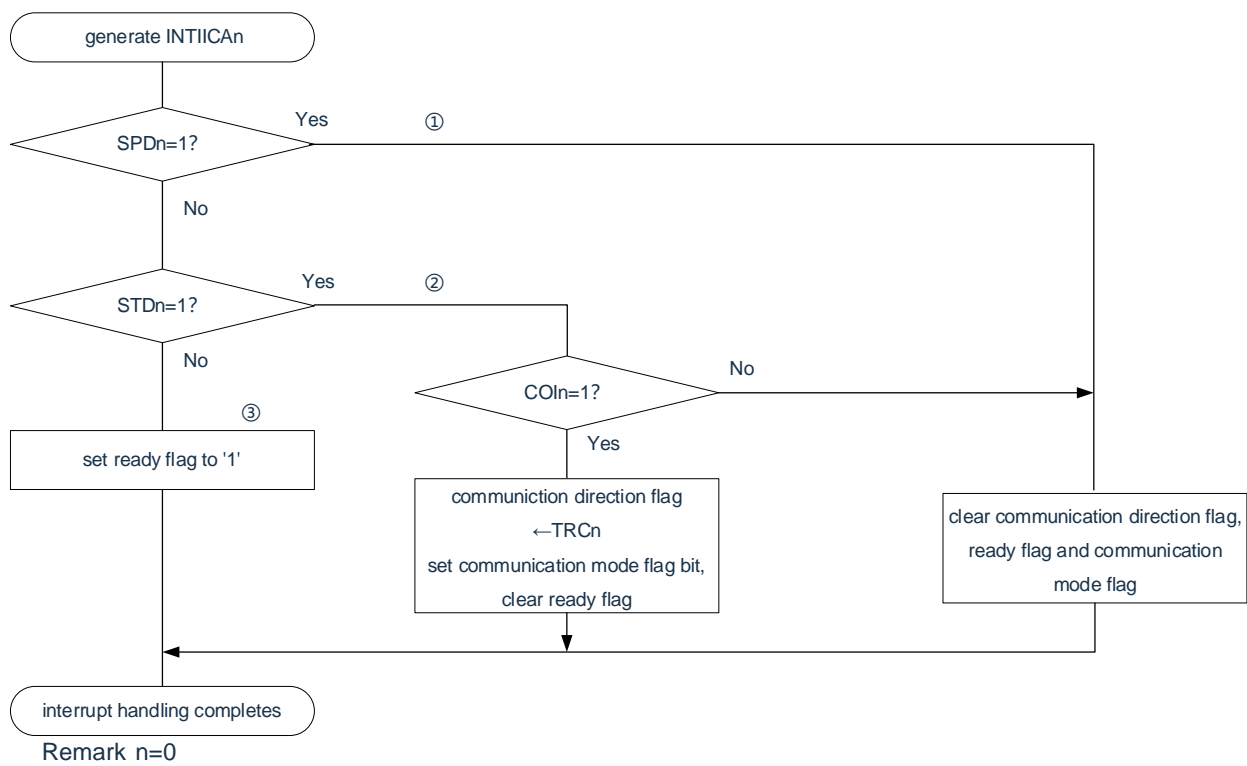 generate INTIICAn
SPDn=1?
Yes
①
No
STDn=1?
Yes
②
No
COIn=1?
No
Yes
③
set ready flag to '1'
communiction direction flag
←TRCn
set communication mode flag bit,
clear ready flag
clear communication direction flag,
ready flag and communication
mode flag
interrupt handling completes
Remark n=0